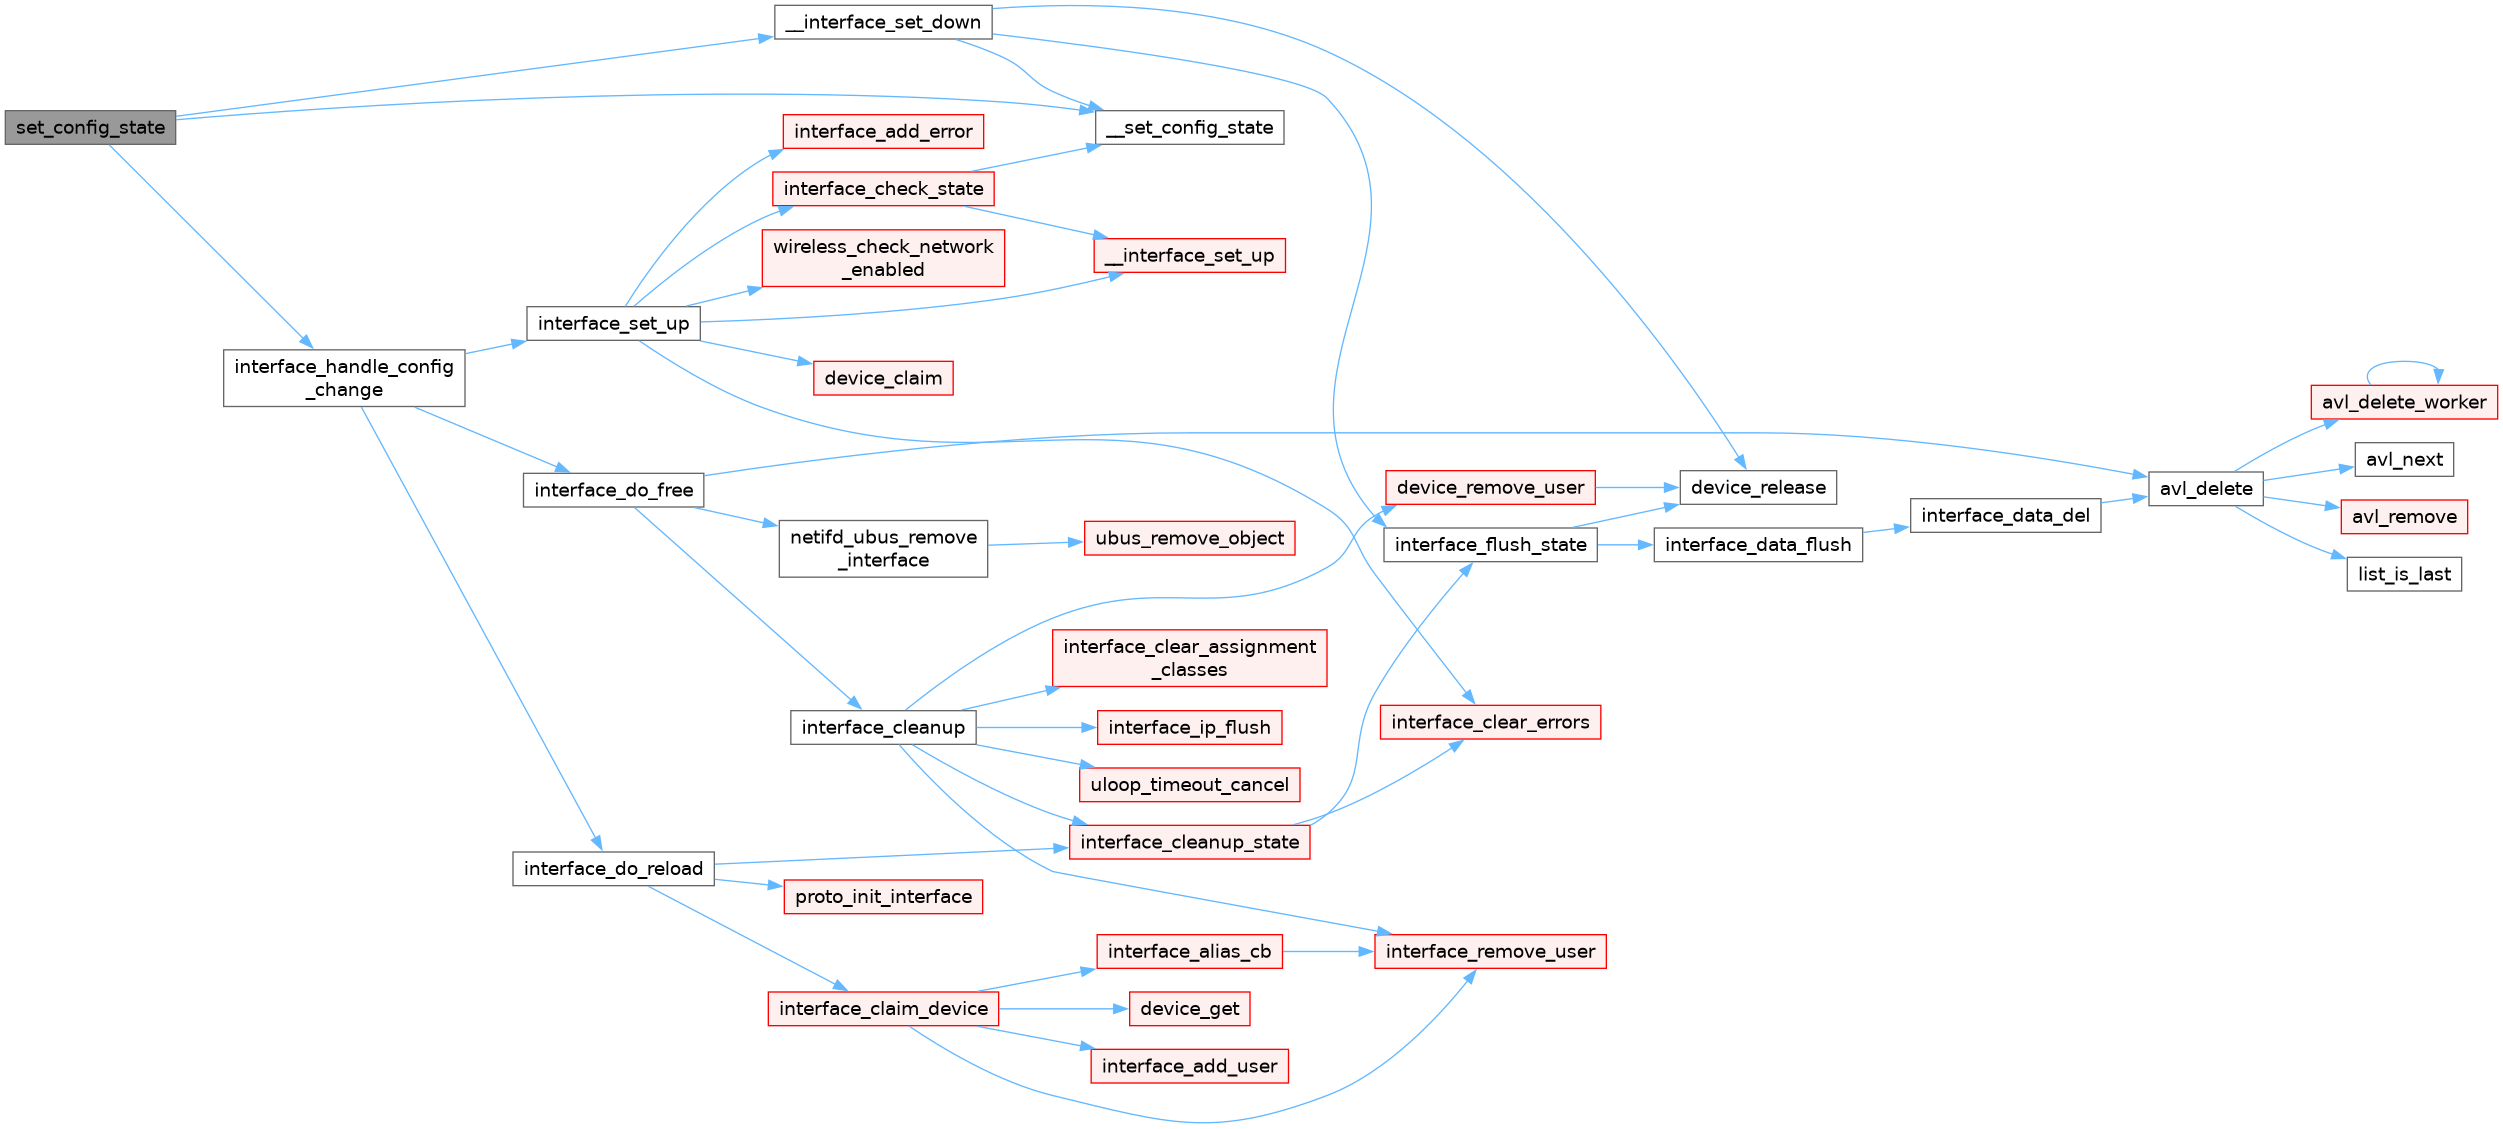 set_config_state
__interface_set_down
__set_config_state
interface_add_error
interface_check_state
wireless_check_network
_enabled
__interface_set_up
interface_set_up
device_claim
interface_handle_config
_change
interface_do_free
netifd_ubus_remove
_interface
ubus_remove_object
device_remove_user
device_release
interface_flush_state
interface_data_flush
interface_data_del
avl_delete
avl_delete_worker
avl_next
avl_remove
list_is_last
interface_cleanup
interface_clear_assignment
_classes
interface_ip_flush
uloop_timeout_cancel
interface_cleanup_state
interface_clear_errors
interface_do_reload
proto_init_interface
interface_claim_device
interface_alias_cb
interface_remove_user
device_get
interface_add_user